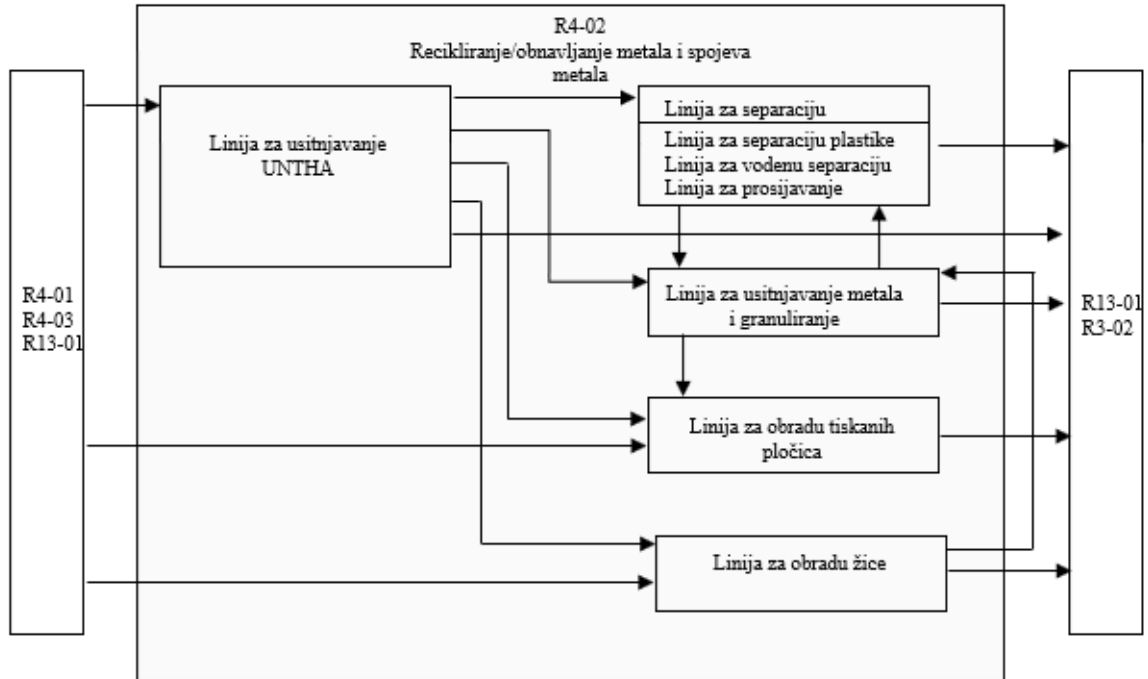 R4-02
Recikliranje/obnavljanje metala i spojeva
metala
Linija za usitnjavanje
UNTHA
Linija za separaciju
Linija za separaciju plastike
Linija za vodenu separaciju
Linija za prosijavanje
R4-01
R4-03
R13-01
Linija za usitnjavanje metala
i granuliranje
R13-01
R3-02
Linija za obradu tiskanih
pločica
Linija za obradu žice